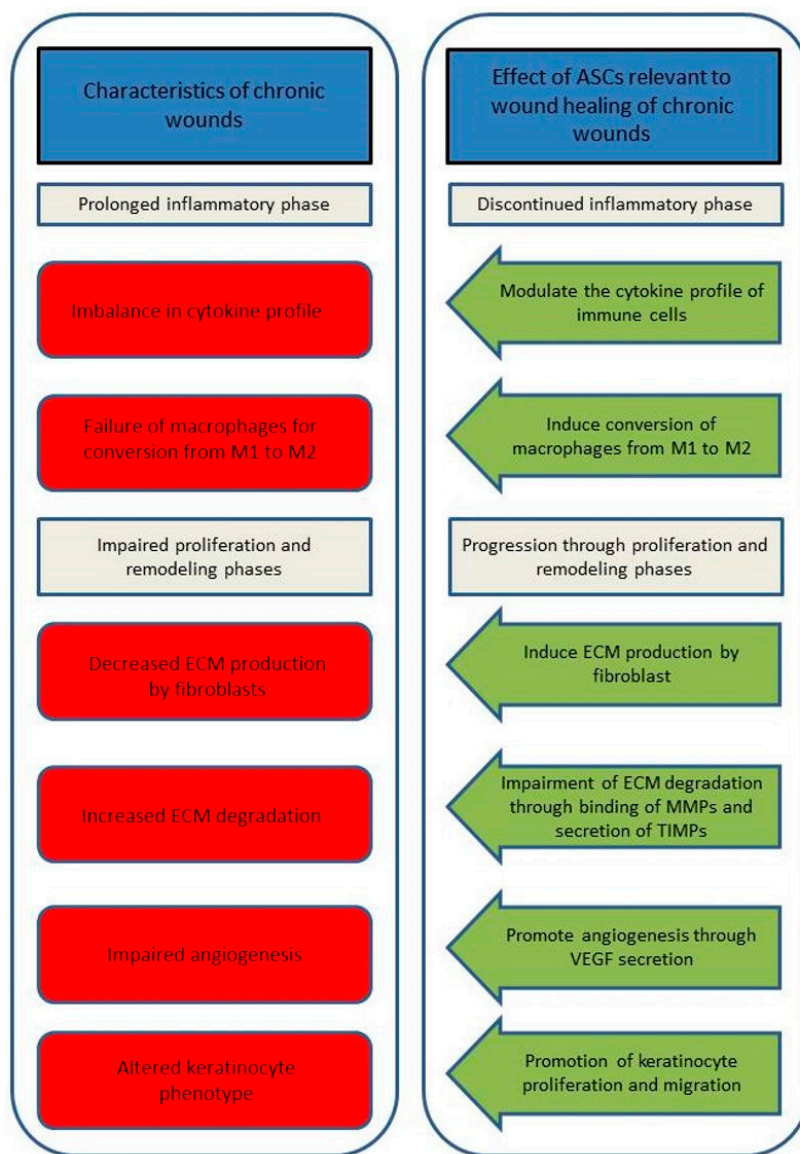 Characteristics of chronic
wounds
Prolonged inflammatory phase
Imbalance in cytokine profile
Failure of macrophages for
conversion from M1 to M2
Impaired proliferation and
remodeling phases
Decreased ECM production
by fibroblasts
Increased ECM degradation
Impaired angiogenesis
Altered keratinocyte
phenotype
Effect of ASCs relevant to
wound healing of chronic
wounds
Discontinued inflammatory phase
Modulate the cytokine profile of
immune cells
Induce conversion of
macrophages from M1 to M2
Progression through proliferation and
remodeling phases
Induce ECM production by
fibroblast
Impairment of ECM degradation
through binding of MMPs and
secretion of TIMPs
Promote angiogenesis through
VEGF secretion
Promotion of keratinocyte
proliferation and migration